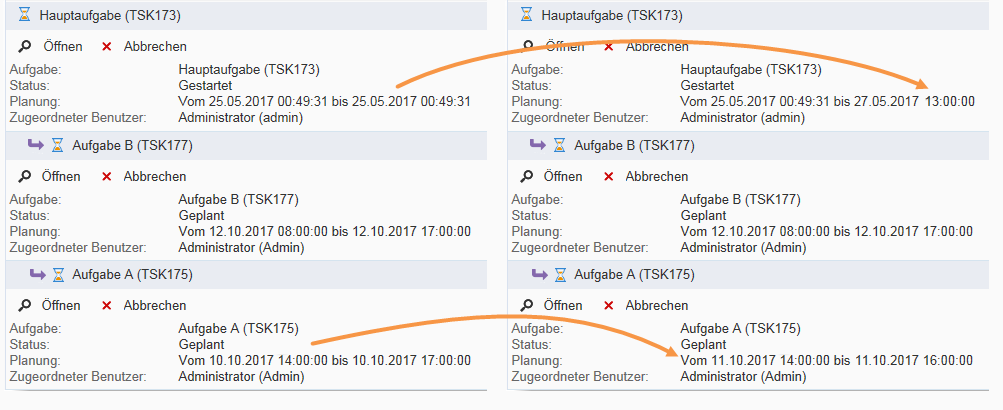 Hauptaufgabe (TSK173)
Öffnen Abbrechen
Aufgabe: Hauptaufgabe (TSK173)
Status: Gestartet
Planung: Vom 25.05.2017 00:49:31 bis 25.05.2017 00:49:31
Zugeordneter Benutzer: Administrator (admin)
Aufgabe B (TSK177)
Öffnen Abbrechen
Aufgabe: Aufgabe B (TSK177)
Status: Geplant
Planung: Vom 12.10.2017 08:00:00 bis 12.10.2017 17:00:00
Zugeordneter Benutzer: Administrator (Admin)
Aufgabe A (TSK175)
Öffnen Abbrechen
Aufgabe: Aufgabe A (TSK175)
Status: Geplant
Planung: Vom 10.10.2017 14:00:00 bis 10.10.2017 17:00:00
Zugeordneter Benutzer: Administrator (Admin)
Hauptaufgabe (TSK173)
Öffnen Abbrechen
Aufgabe: Hauptaufgabe (TSK173)
Status: Gestartet
Planung: Vom 25.05.2017 00:49:31 bis 27.05.2017 13:00:00
Zugeordneter Benutzer: Administrator (admin)
Aufgabe B (TSK177)
Öffnen Abbrechen
Aufgabe: Aufgabe B (TSK177)
Status: Geplant
Planung: Vom 12.10.2017 08:00:00 bis 12.10.2017 17:00:00
Zugeordneter Benutzer: Administrator (Admin)
Aufgabe A (TSK175)
Öffnen Abbrechen
Aufgabe: Aufgabe A (TSK175)
Status: Geplant
Planung: Vom 11.10.2017 14:00:00 bis 11.10.2017 16:00:00
Zugeordneter Benutzer: Administrator (Admin)